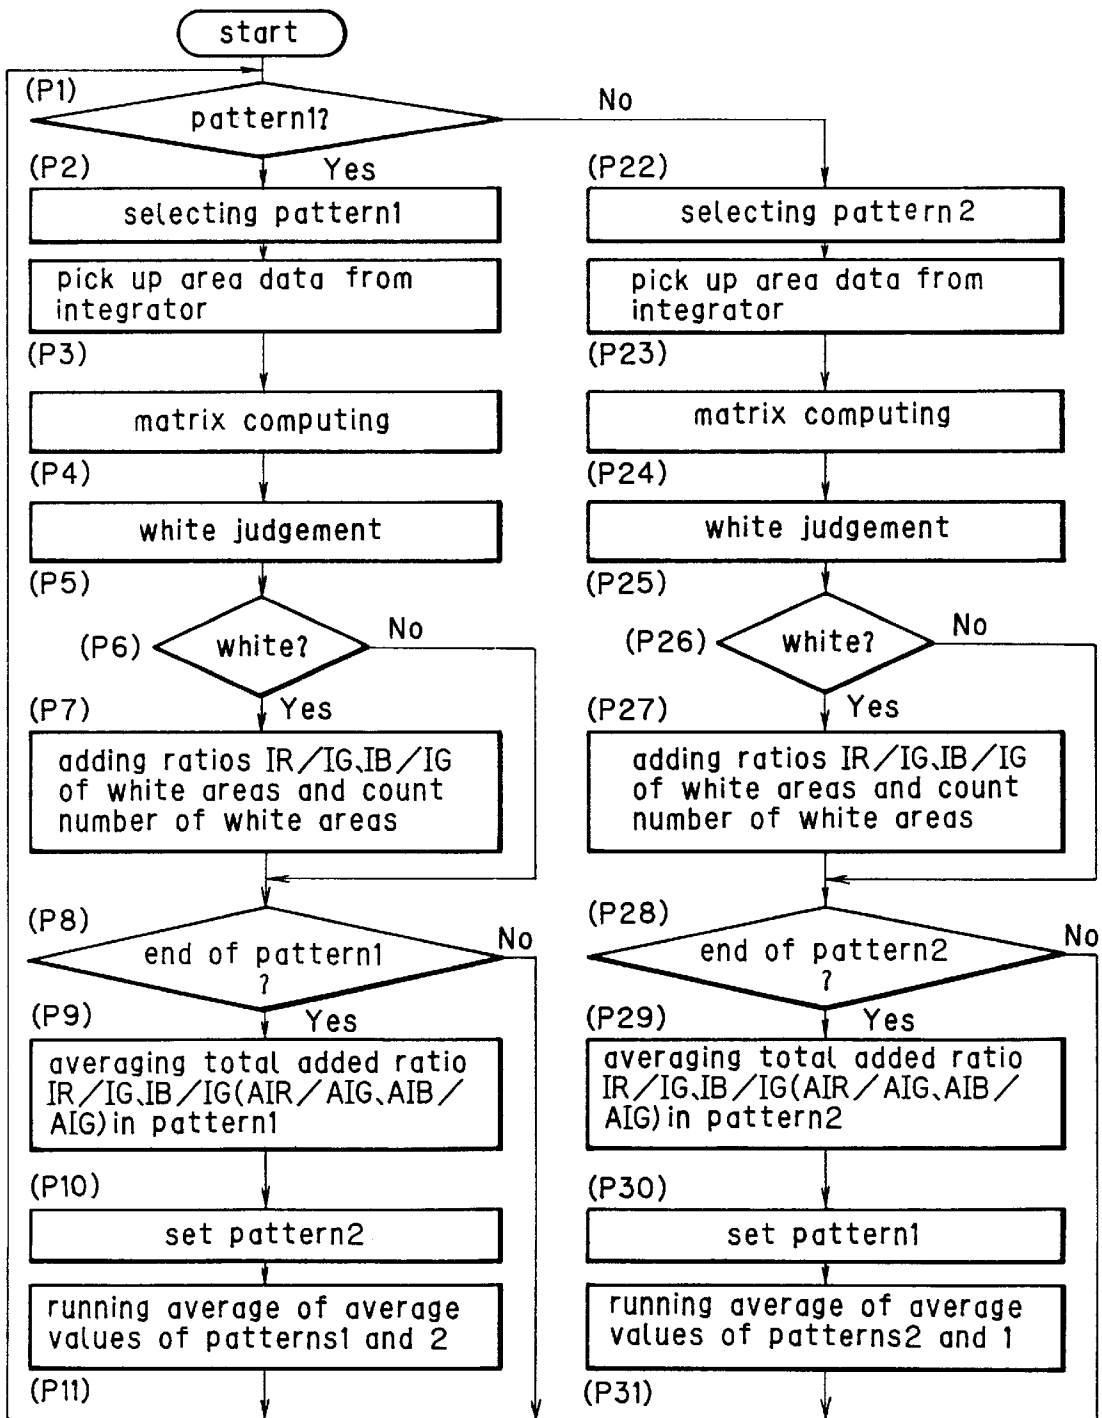 start
(P1)
pattern1?
No
Yes
(P2)
selecting pattern1
pick up area data from
integrator
(P3)
matrix computing
(P4)
white judgement
(P5)
(P6)
white?
No
Yes
(P7)
adding ratios IR/IG、IB/IG
of white areas and count
number of white areas
(P8)
end of pattern1
?
No
Yes
(P9)
averaging total added ratio
IR/IG、IB/IG(AIR/AIG、AIB/
AIG)in pattern1
(P10)
set pattern2
running average of average
values of patterns1 and 2
(P11)
(P22)
selecting pattern2
pick up area data from
integrator
(P23)
matrix computing
(P24)
white judgement
(P25)
(P26)
white?
No
Yes
(P27)
adding ratios IR/IG、IB/IG
of white areas and count
number of white areas
(P28)
end of pattern2
?
No
Yes
(P29)
averaging total added ratio
IR/IG、IB/IG(AIR/AIG、AIB/
AIG)in pattern2
(P30)
set pattern1
running average of average
values of patterns2 and 1
(P31)